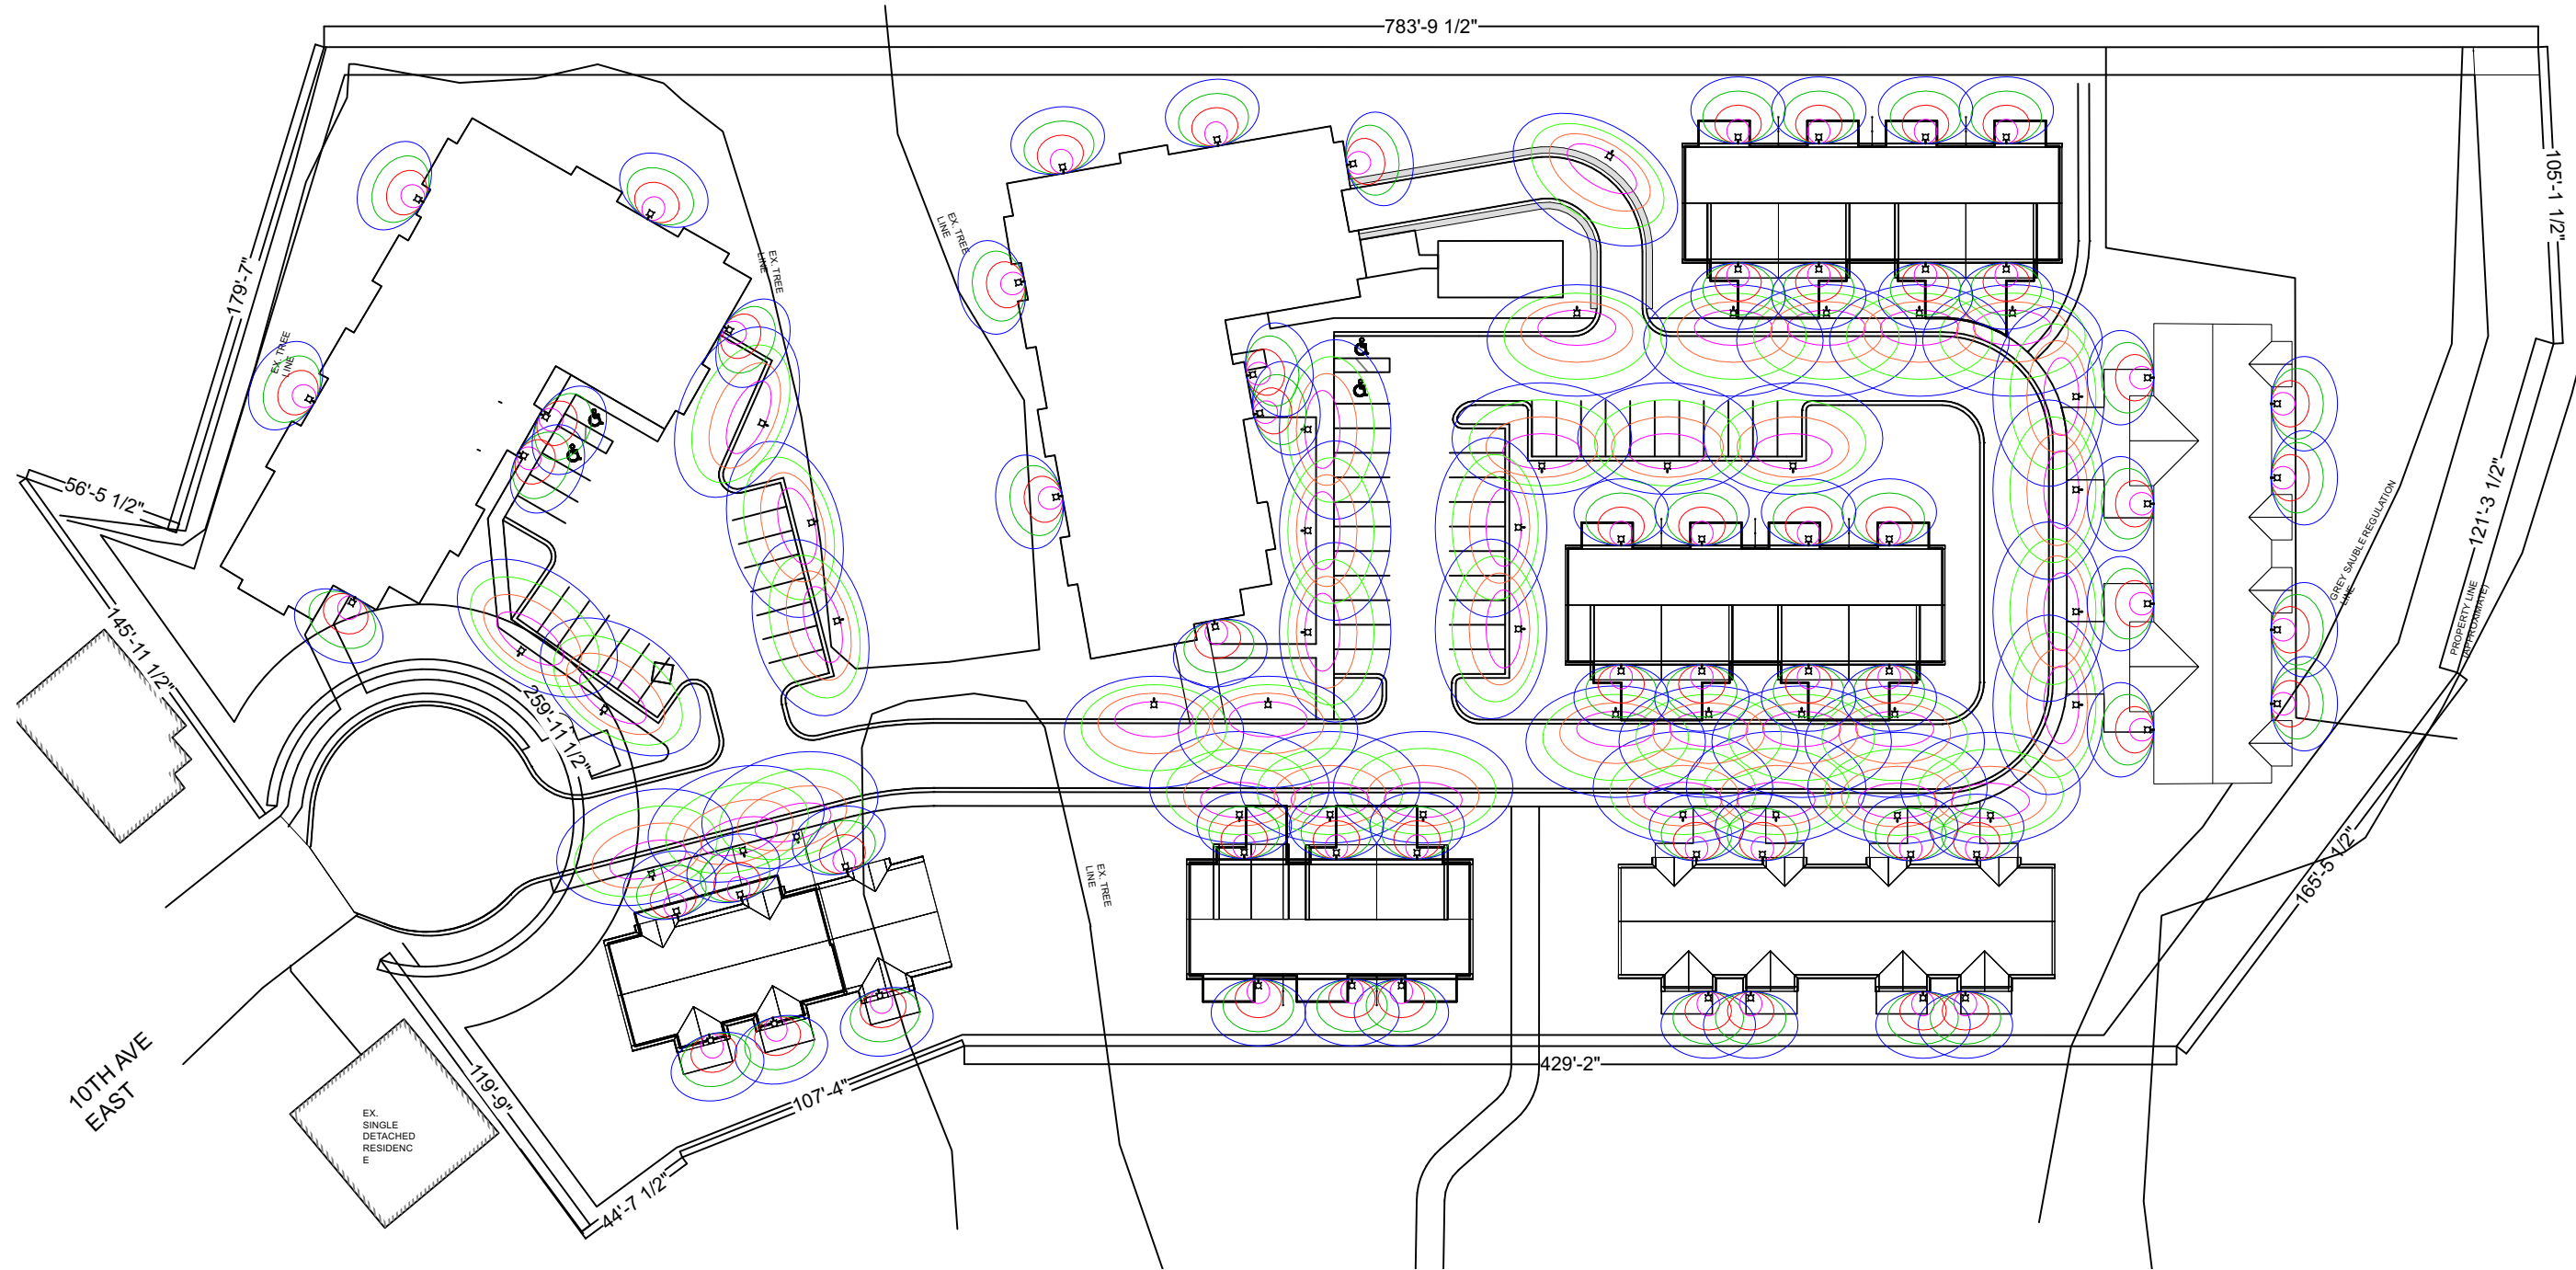 783'-9 1/2"
105'-1 1/2"
179'-7"
EX. TREE
LINE
EX. TREE
LINE
EX. TREE
LINE
56'-5 1/2"
121'-3 1/2"
GREY SAUBLE REGULATION
LINE
PROPERTY LINE
(APPROXIMATE)
145'-11 1/2"
259'-11 1/2"
165'-5 1/2"
EX. TREE
LINE
10TH AVE
EAST
119'-9"
107'-4"
429'-2"
EX.
SINGLE
DETACHED
RESIDENC
E
44'-7 1/2"